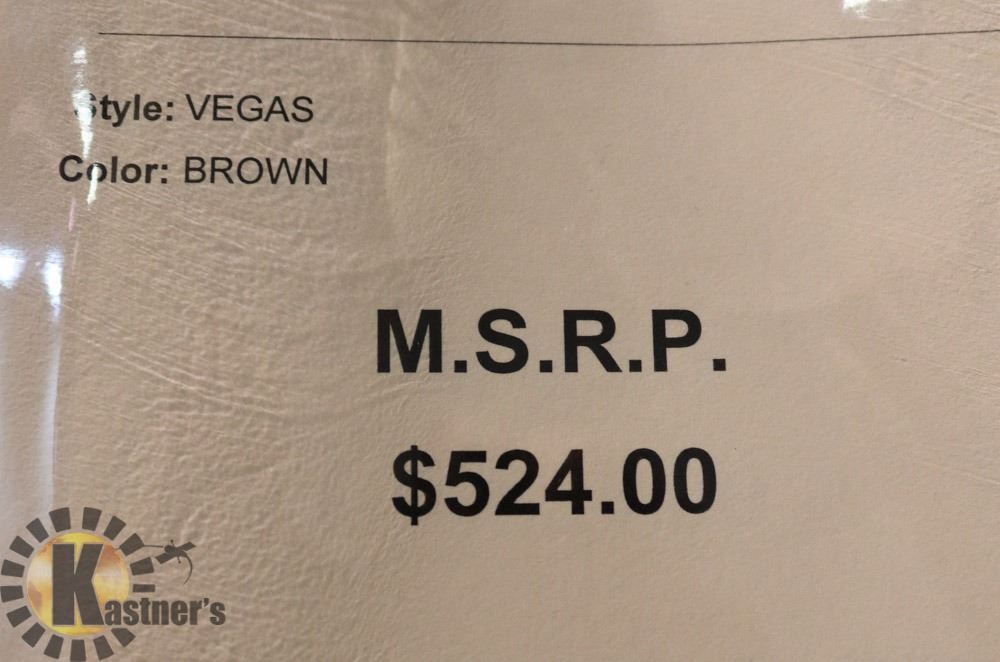 Style: VEGAS
Color: BROWN
M.S.R.P.
$524.00
Kastner's